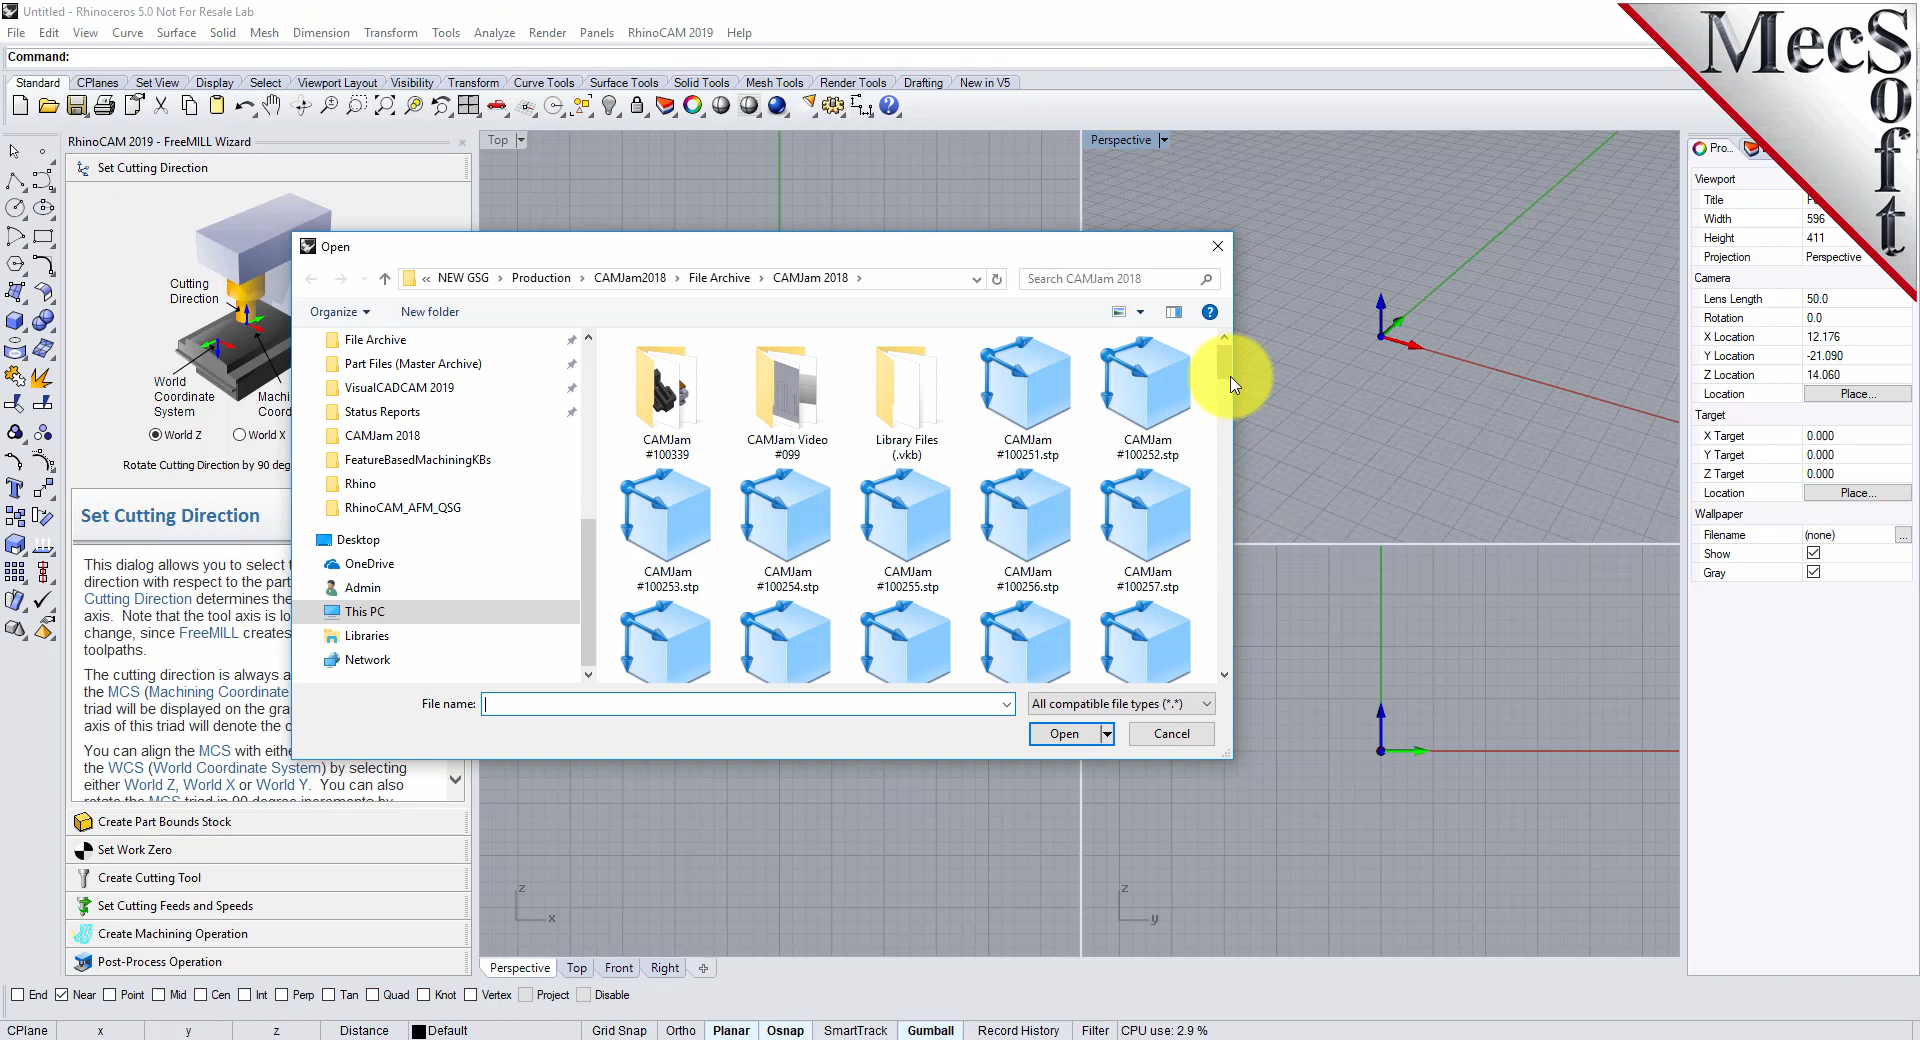 Untitled - Rhinoceros 5.0 Not For Resale Lab
File Edit View Curve Surface Solid Mesh Dimension Transform Tools Analyze Render Panels RhinoCAM 2019 Help
Command:
Standard CPlanes Set View Display Select Viewport Layout Visibility Transform Curve Tools Surface Tools Solid Tools Mesh Tools Render Tools Drafting New in V5
MecSoft
RhinoCAM 2019 - FreeMILL Wizard
Set Cutting Direction
Cutting
Direction
World
Coordinate
System
Machi
Coord
World Z World X
Rotate Cutting Direction by 90 deg
Set Cutting Direction
This dialog allows you to select t
direction with respect to the part
Cutting Direction determines the
axis. Note that the tool axis is lo
change, since FreeMILL creates
toolpaths.
The cutting direction is always a
the MCS (Machining Coordinate
triad will be displayed on the gra
axis of this triad will denote the c
You can align the MCS with eithe
the WCS (World Coordinate System) by selecting
either World Z, World X or World Y. You can also
rotate the MCS triad in 90 degree increments by
Create Part Bounds Stock
Set Work Zero
Create Cutting Tool
Set Cutting Feeds and Speeds
Create Machining Operation
Post-Process Operation
Top
Perspective
Open
« NEW GSG > Production > CAMJam2018 > File Archive > CAMJam 2018 >
Search CAMJam 2018
Organize New folder
File Archive
Part Files (Master Archive)
VisualCADCAM 2019
Status Reports
CAMJam 2018
FeatureBasedMachiningKBs
Rhino
RhinoCAM_AFM_QSG
Desktop
OneDrive
Admin
This PC
Libraries
Network
CAMJam
#100339
CAMJam Video
#099
Library Files
(.vkb)
CAMJam
#100251.stp
CAMJam
#100252.stp
CAMJam
#100253.stp
CAMJam
#100254.stp
CAMJam
#100255.stp
CAMJam
#100256.stp
CAMJam
#100257.stp
File name:
All compatible file types (*.*)
Open
Cancel
z
x
z
y
Pro...
Viewport
Title
Width 596
Height 411
Projection Perspective
Camera
Lens Length 50.0
Rotation 0.0
X Location 12.176
Y Location -21.090
Z Location 14.060
Location Place...
Target
X Target 0.000
Y Target 0.000
Z Target 0.000
Location Place...
Wallpaper
Filename (none) ...
Show
Gray
Perspective Top Front Right
End Near Point Mid Cen Int Perp Tan Quad Knot Vertex Project Disable
CPlane x y z Distance Default Grid Snap Ortho Planar Osnap SmartTrack Gumball Record History Filter CPU use: 2.9 %